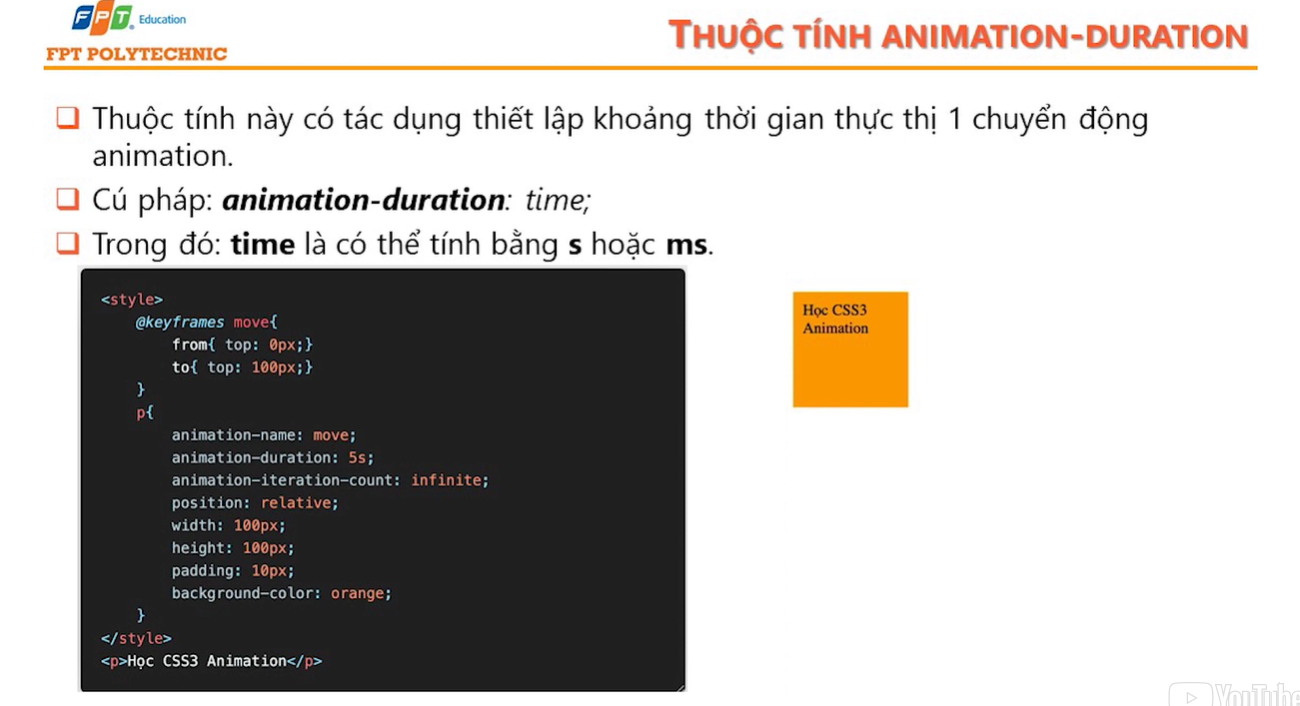 FPT Education
FPT POLYTECHNIC
THUỘC TÍNH ANIMATION-DURATION
Thuộc tính này có tác dụng thiết lập khoảng thời gian thực thị 1 chuyển động
animation.
Cú pháp: animation-duration: time;
Trong đó: time là có thể tính bằng s hoặc ms.
<style>
@keyframes move{
from{ top: 0px;}
to{ top: 100px;}
}
p{
animation-name: move;
animation-duration: 5s;
animation-iteration-count: infinite;
position: relative;
width: 100px;
height: 100px;
padding: 10px;
background-color: orange;
}
</style>
<p>Học CSS3 Animation</p>
Học CSS3
Animation
YouTube